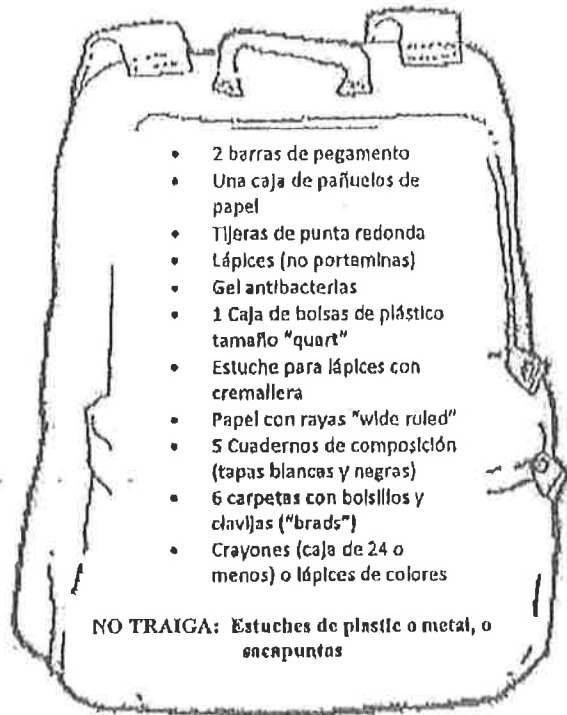 • 2 barras de pegamento
• Una caja de pañuelos de
papel
• Tijeras de punta redonda
• Lápices (no portaminas)
• Gel antibacterias
• 1 Caja de bolsas de plástico
tamaño "quart"
• Estuche para lápices con
cremallera
• Papel con rayas "wide ruled"
• 5 Cuadernos de composición
(tapas blancas y negras)
• 6 carpetas con bolsillos y
clavijas ("brads")
• Crayones (caja de 24 o
menos) o lápices de colores
NO TRAIGA: Estuches de plastic o metal, o
sacapuntas